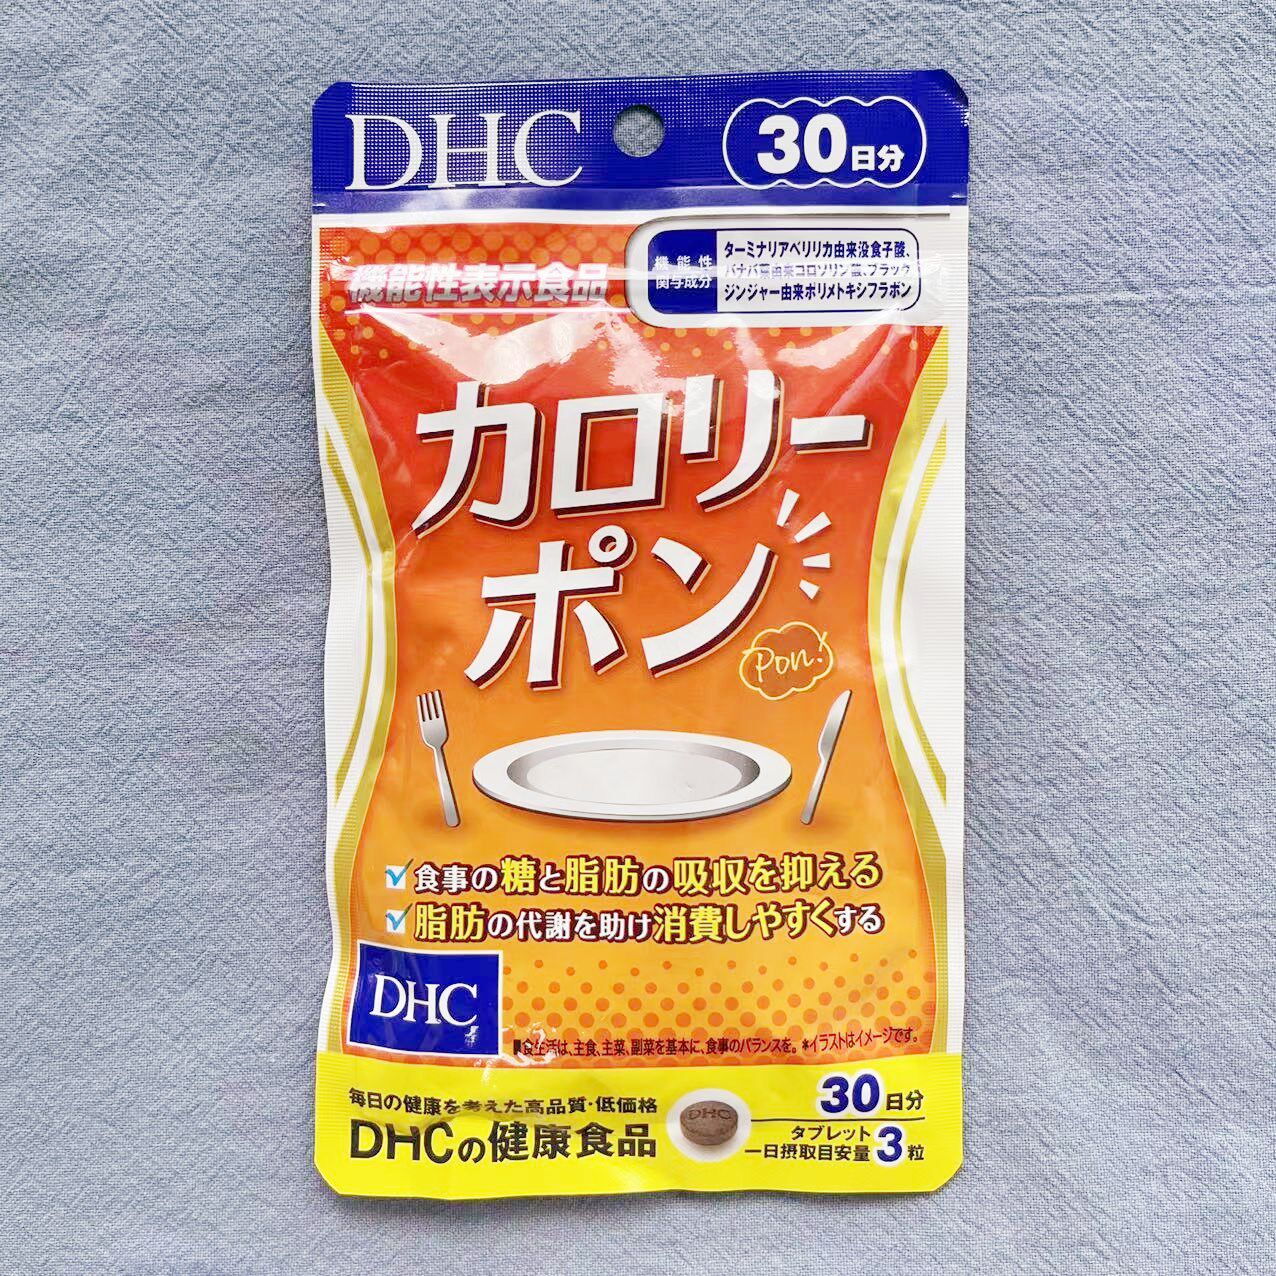 DHC
30日分
機能性表示食品
機能性
関与成分
ターミナリアベリリカ由来没食子酸、
バナバ葉由来コロソリン酸、ブラック
ジンジャー由来ポリメトキシフラボン
カロリー
ポン
Pon!
食事の糖と脂肪の吸収を抑える
脂肪の代謝を助け消費しやすくする
DHC
■食生活は、主食、主菜、副菜を基本に、食事のバランスを。*イラストはイメージです。
毎日の健康を考えた高品質・低価格
DHCの健康食品
DHC
30日分
タブレット
一日摂取目安量3粒